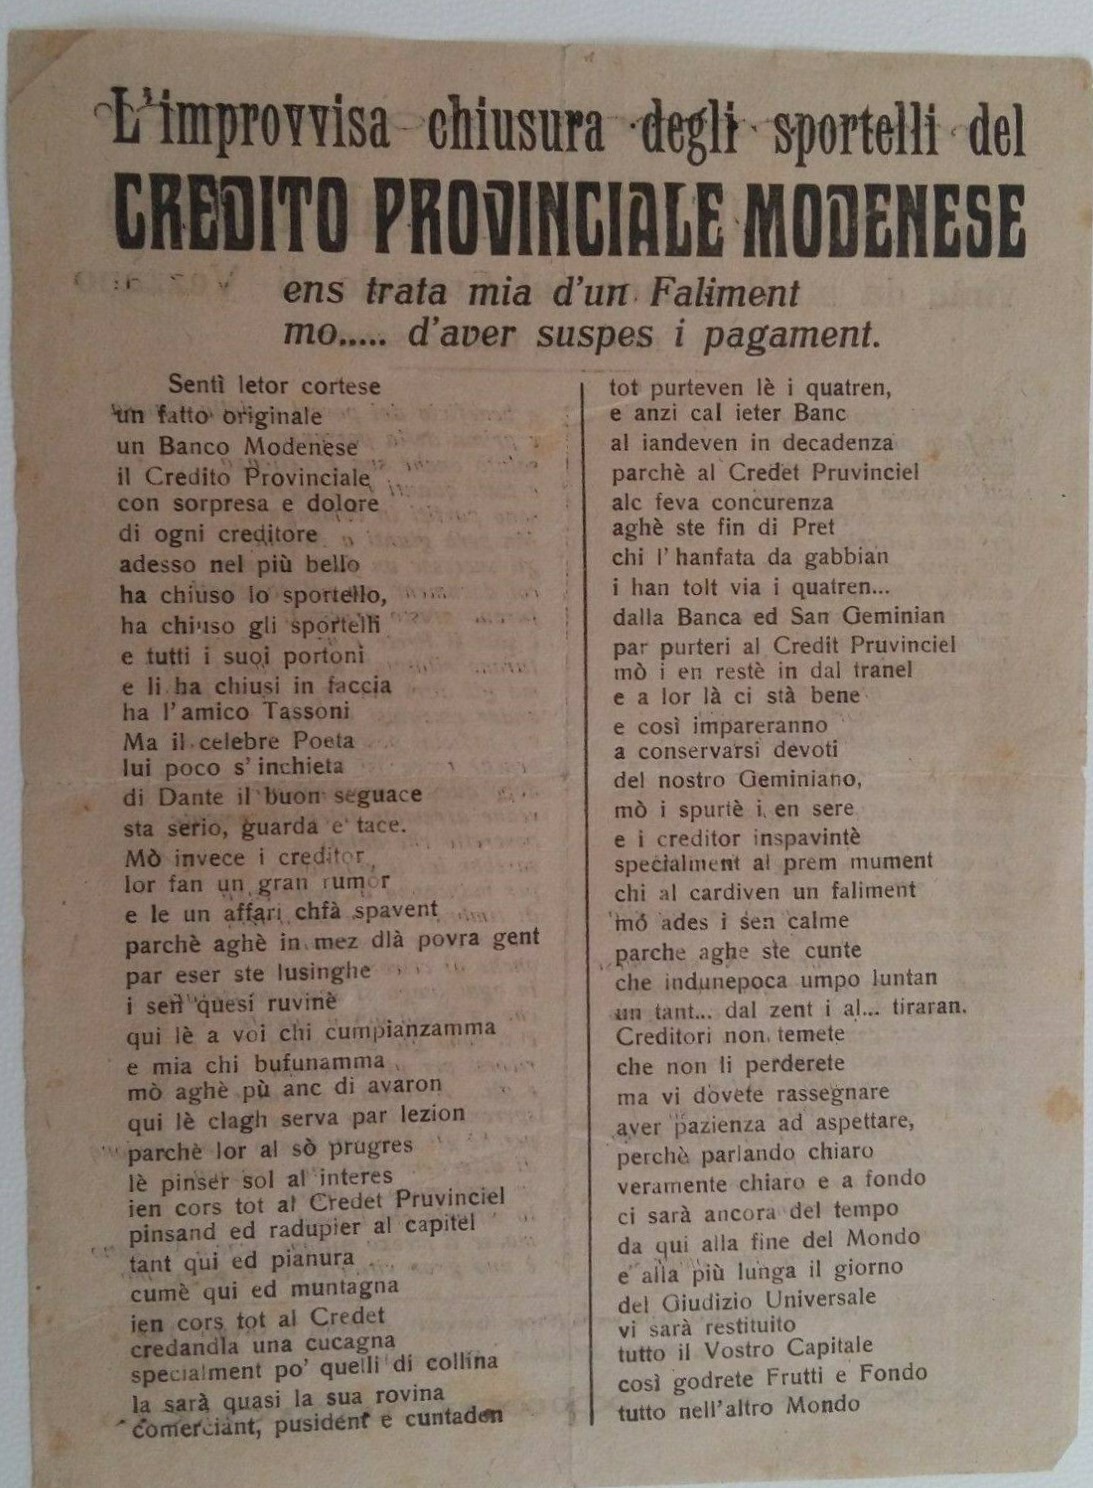 L'improvvisa chiusura degli sportelli del
CREDITO PROVINCIALE MODENESE
ens trata mia d'un Faliment
mo..... d'aver suspes i pagament.
Sentì letor cortese
un fatto originale
un Banco Modenese
il Credito Provinciale
con sorpresa e dolore
di ogni creditore
adesso nel più bello
ha chiuso lo sportello,
ha chiuso gli sportelli
e tutti i suoi portoni
e li ha chiusi in faccia
ha l'amico Tassoni
Ma il celebre Poeta
lui poco s'inchieta
di Dante il buon seguace
sta serio, guarda e tace.
Mò invece i creditor
lor fan un gran rumor
e le un affari chfà spavent
parchè aghè in mez dlà povra gent
par eser ste lusinghe
i sen quesi ruvinè
qui lè a voi chi cumpianzamma
e mia chi bufunamma
mò aghè pù anc di avaron
qui lè clagh serva par lezion
parchè lor al sò prugres
lè pinser sol al interes
ien cors tot al Credet Pruvinciel
pinsand ed radupier al capitel
tant qui ed pianura
cumè qui ed muntagna
ien cors tot al Credet
credandla una cucagna
specialment po' quelli di collina
la sarà quasi la sua rovina
comerciant, pusident e cuntaden
tot purteven lè i quatren,
e anzi cal ieter Banc
al iandeven in decadenza
parchè al Credet Pruvinciel
alc feva concurenza
aghè ste fin di Pret
chi l'hanfata da gabbian
i han tolt via i quatren...
dalla Banca ed San Geminian
par purteri al Credit Pruvinciel
mò i en restè in dal tranel
e a lor là ci stà bene
e così impareranno
a conservarsi devoti
del nostro Geminiano,
mò i spurtè i en sere
e i creditor inspavintè
specialment al prem mument
chi al cardiven un faliment
mó ades i sen calme
parche aghe ste cunte
che indunepoca umpo luntan
un tant... dal zent i al... tiraran.
Creditori non temete
che non li perderete
ma vi dovete rassegnare
aver pazienza ad aspettare,
perchè parlando chiaro
veramente chiaro e a fondo
ci sarà ancora del tempo
da qui alla fine del Mondo
e alla più lunga il giorno
del Giudizio Universale
vi sarà restituito
tutto il Vostro Capitale
così godrete Frutti e Fondo
tutto nell'altro Mondo